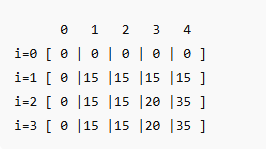 0 1 2 3 4
i=0 [ 0 | 0 | 0 | 0 | 0 ]
i=1 [ 0 |15 |15 |15 |15 ]
i=2 [ 0 |15 |15 |20 |35 ]
i=3 [ 0 |15 |15 |20 |35 ]